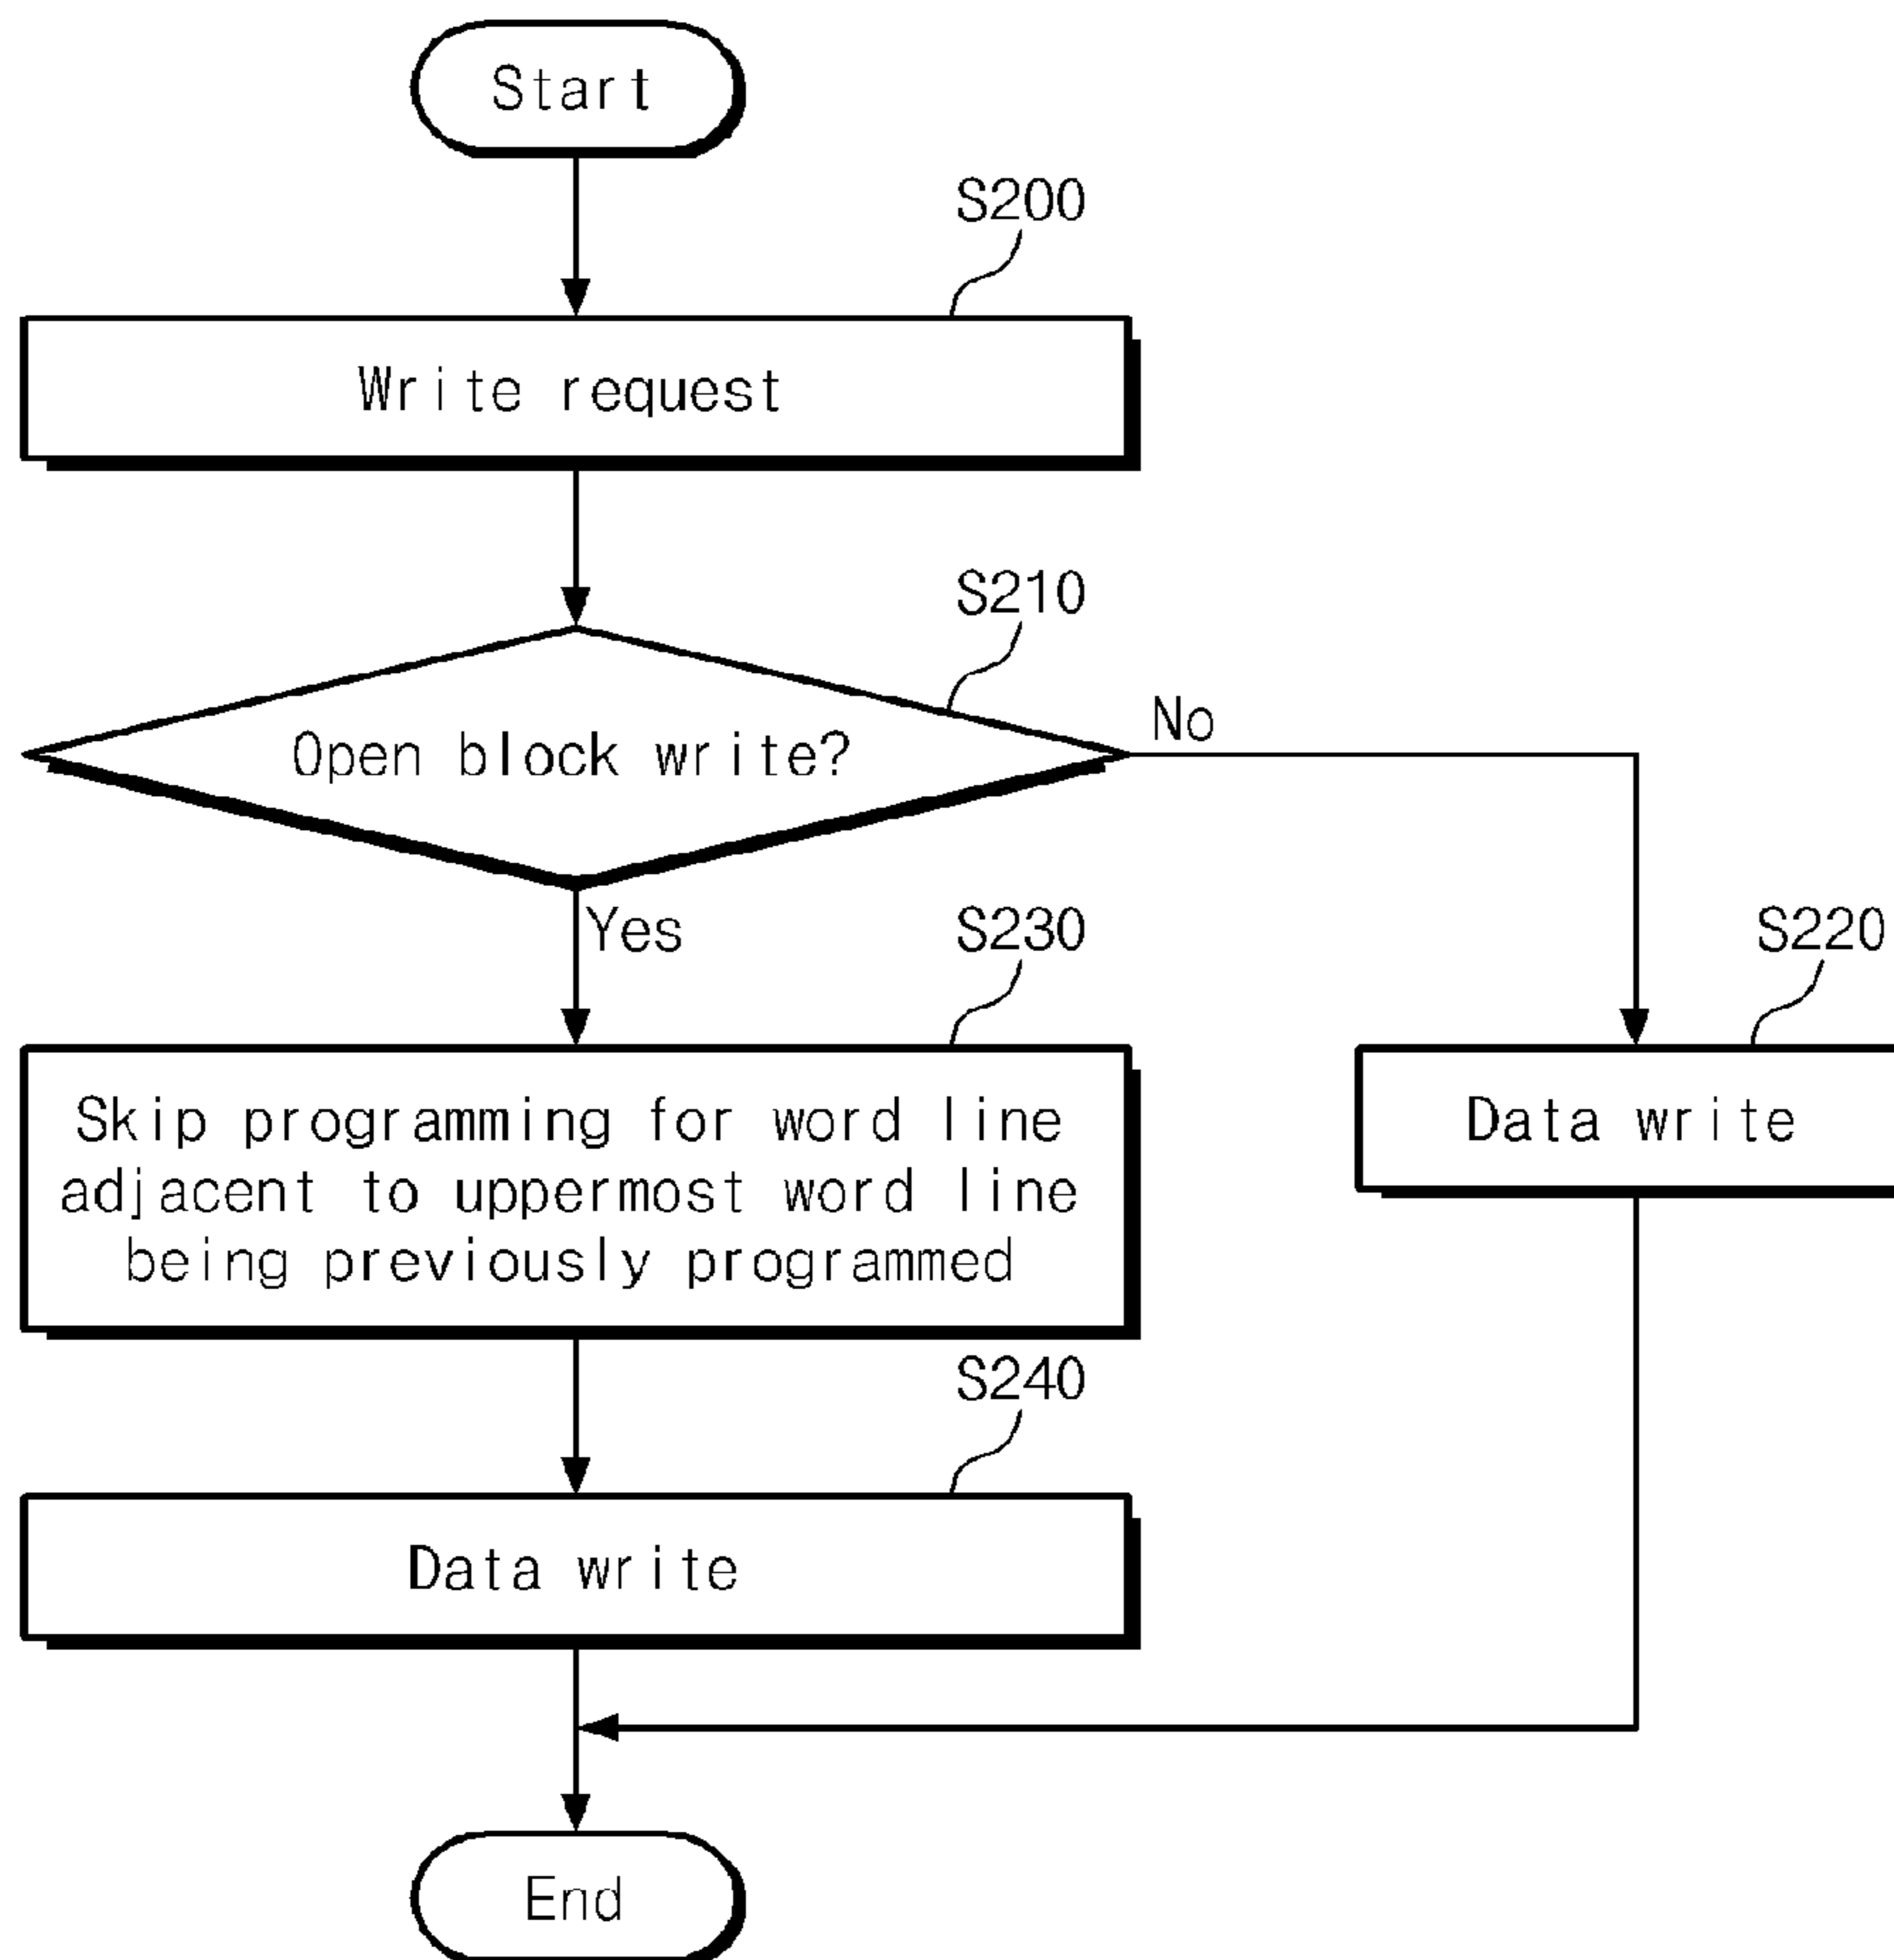 Start
S200
Write request
S210
Open block write?
No
Yes
S230
S220
Skip programming for word line
adjacent to uppermost word line
being previously programmed
Data write
S240
Data write
End